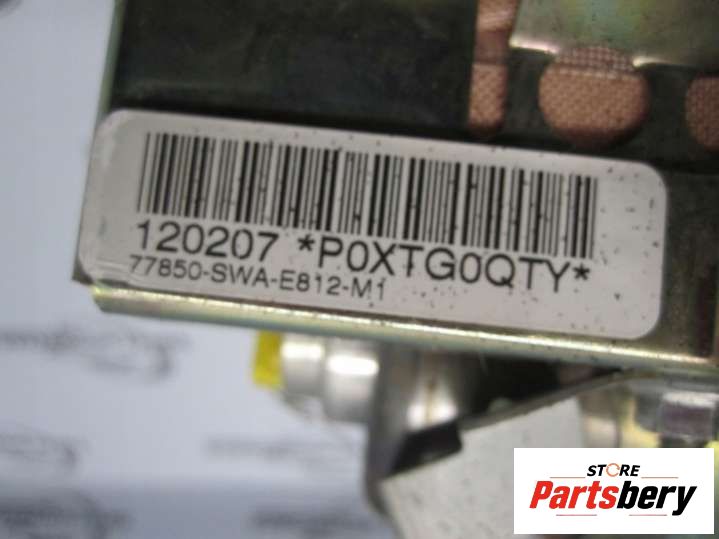 120207 *P0XTG0QTY*
77850-SWA-E812-M1
STORE
Partsbery